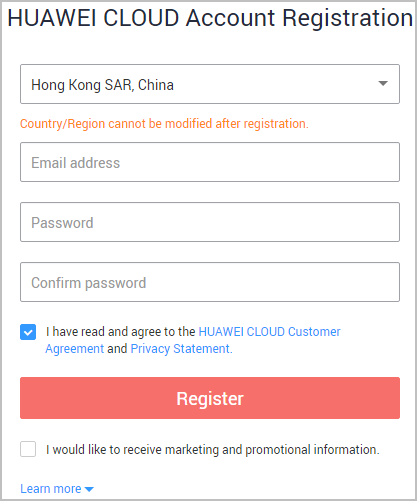 HUAWEI CLOUD Account Registration
Hong Kong SAR, China
Country/Region cannot be modified after registration.
Email address
Password
Confirm password
I have read and agree to the HUAWEI CLOUD Customer
Agreement and Privacy Statement.
Register
I would like to receive marketing and promotional information.
Learn more